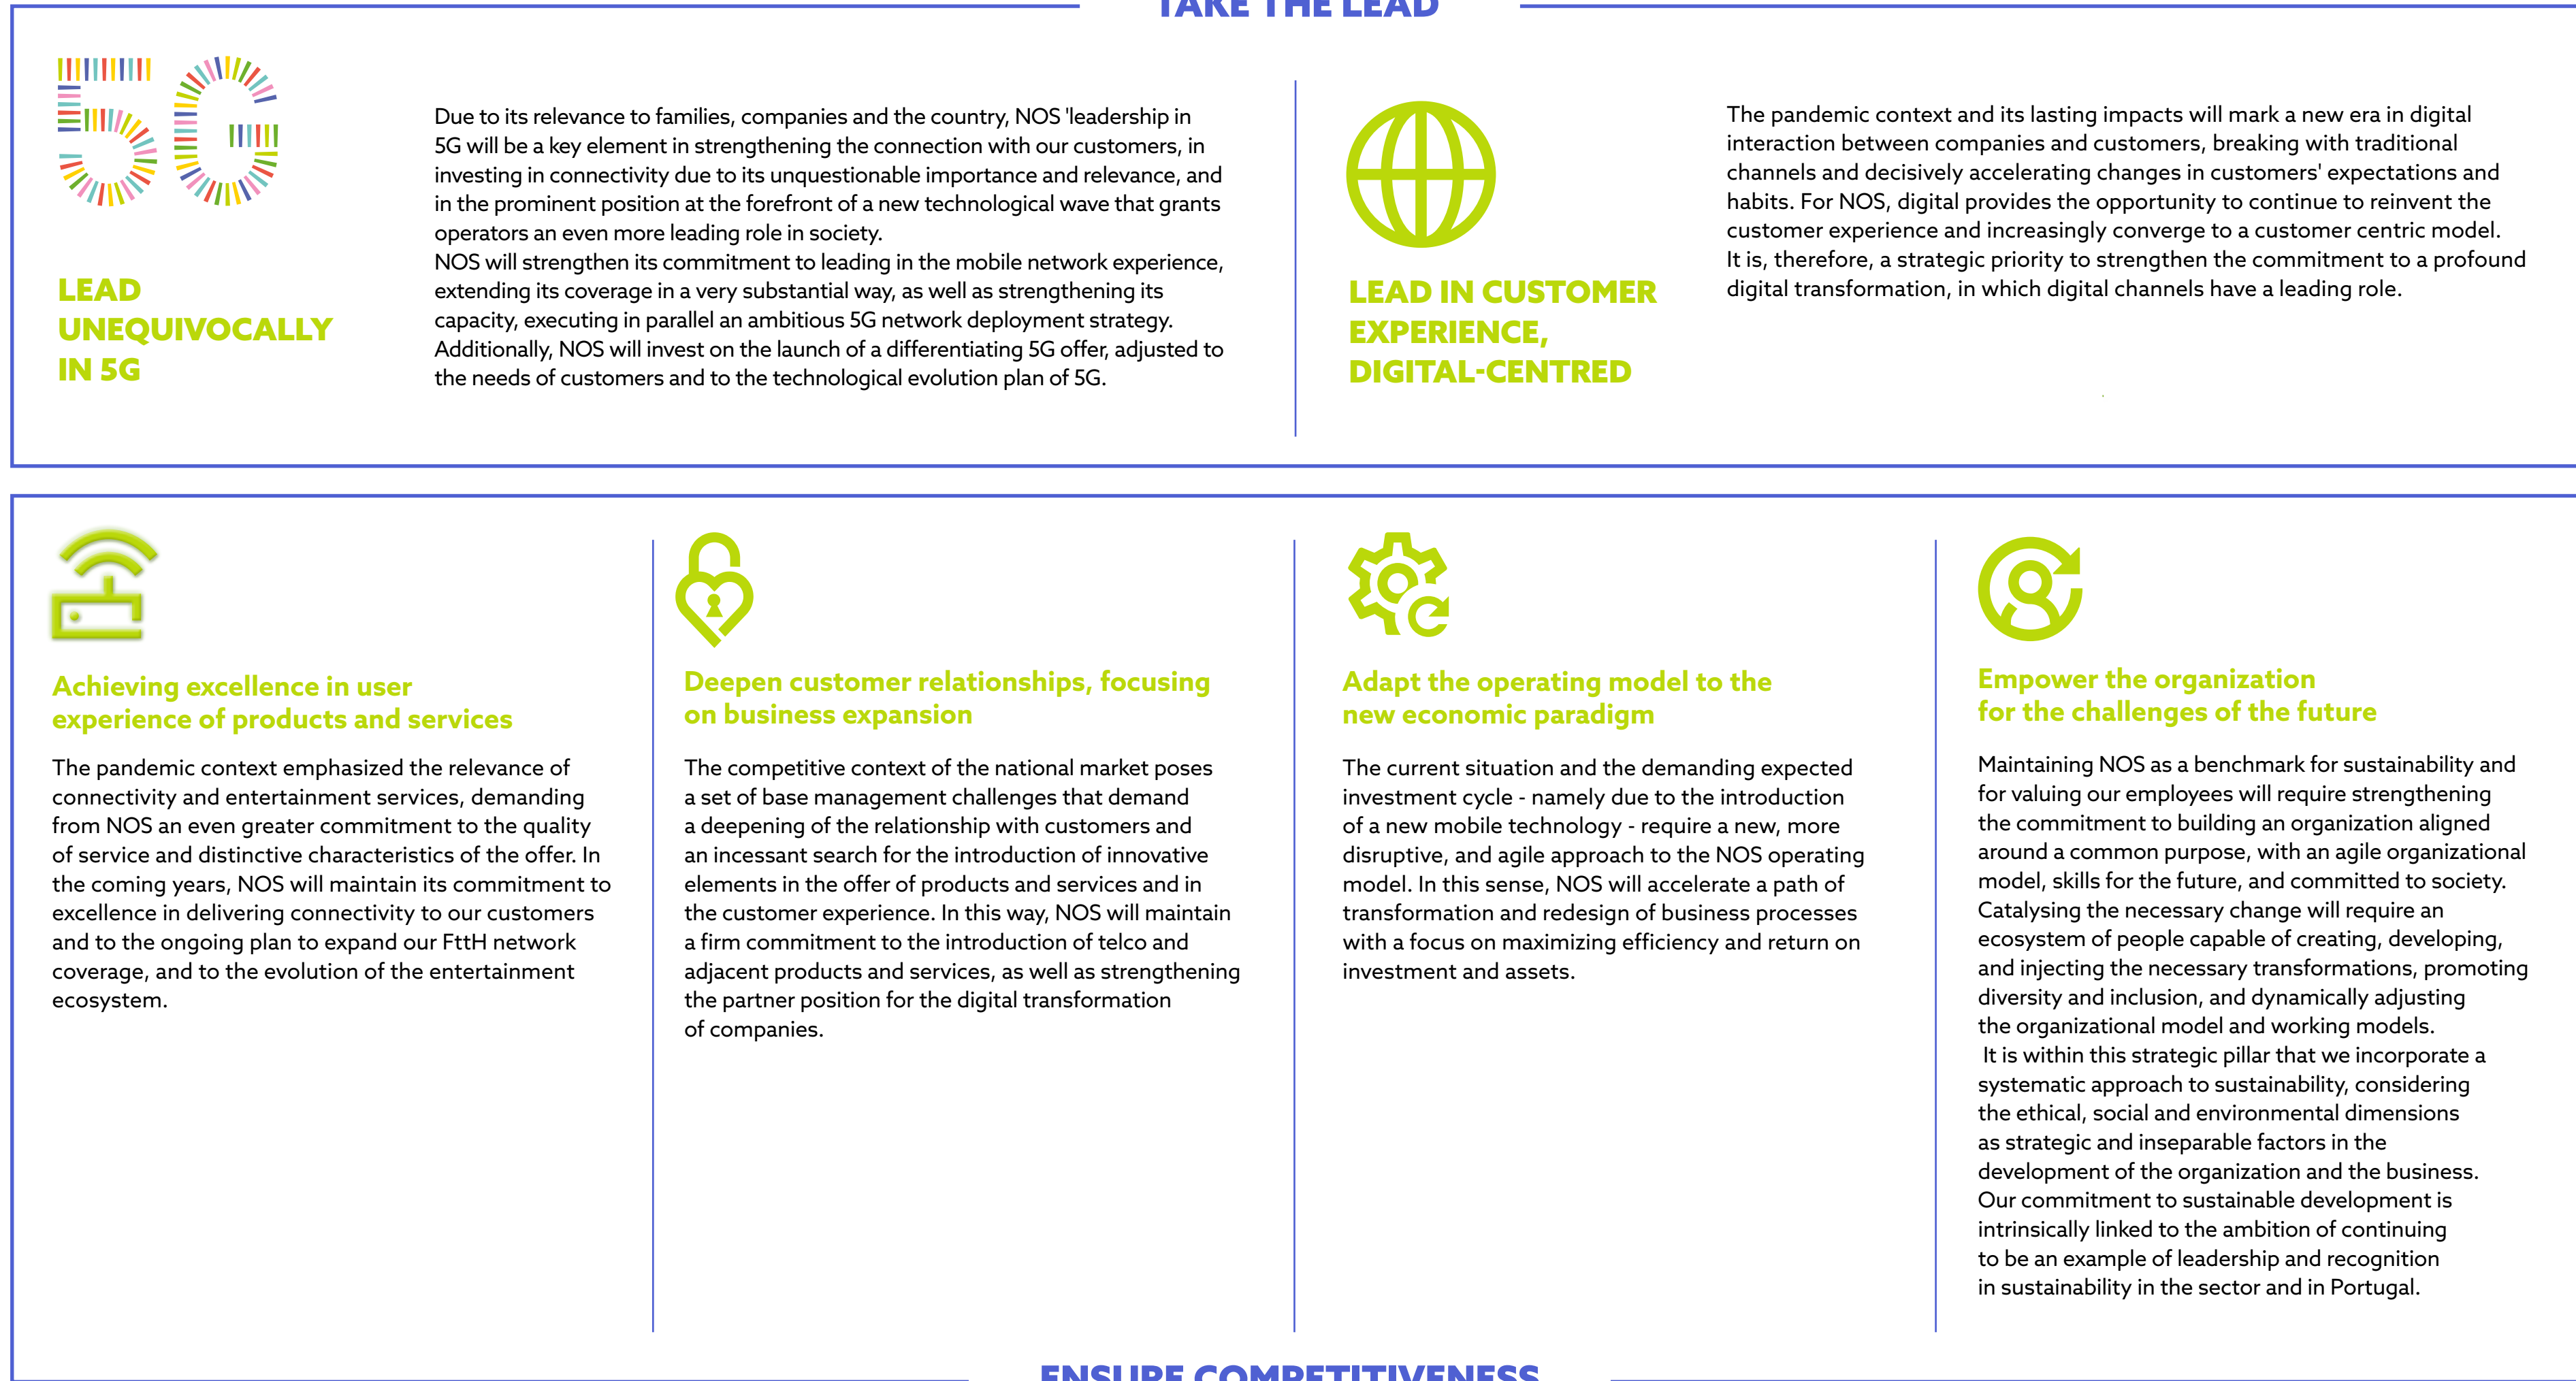 TAKE THE LEAD
5G
LEAD
UNEQUIVOCALLY
IN 5G
Due to its relevance to families, companies and the country, NOS 'leadership in
5G will be a key element in strengthening the connection with our customers, in
investing in connectivity due to its unquestionable importance and relevance, and
in the prominent position at the forefront of a new technological wave that grants
operators an even more leading role in society.
NOS will strengthen its commitment to leading in the mobile network experience,
extending its coverage in a very substantial way, as well as strengthening its
capacity, executing in parallel an ambitious 5G network deployment strategy.
Additionally, NOS will invest on the launch of a differentiating 5G offer, adjusted to
the needs of customers and to the technological evolution plan of 5G.
LEAD IN CUSTOMER
EXPERIENCE,
DIGITAL-CENTRED
The pandemic context and its lasting impacts will mark a new era in digital
interaction between companies and customers, breaking with traditional
channels and decisively accelerating changes in customers' expectations and
habits. For NOS, digital provides the opportunity to continue to reinvent the
customer experience and increasingly converge to a customer centric model.
It is, therefore, a strategic priority to strengthen the commitment to a profound
digital transformation, in which digital channels have a leading role.
Achieving excellence in user
experience of products and services
The pandemic context emphasized the relevance of
connectivity and entertainment services, demanding
from NOS an even greater commitment to the quality
of service and distinctive characteristics of the offer. In
the coming years, NOS will maintain its commitment to
excellence in delivering connectivity to our customers
and to the ongoing plan to expand our FttH network
coverage, and to the evolution of the entertainment
ecosystem.
Deepen customer relationships, focusing
on business expansion
The competitive context of the national market poses
a set of base management challenges that demand
a deepening of the relationship with customers and
an incessant search for the introduction of innovative
elements in the offer of products and services and in
the customer experience. In this way, NOS will maintain
a firm commitment to the introduction of telco and
adjacent products and services, as well as strengthening
the partner position for the digital transformation
of companies.
Adapt the operating model to the
new economic paradigm
The current situation and the demanding expected
investment cycle - namely due to the introduction
of a new mobile technology - require a new, more
disruptive, and agile approach to the NOS operating
model. In this sense, NOS will accelerate a path of
transformation and redesign of business processes
with a focus on maximizing efficiency and return on
investment and assets.
Empower the organization
for the challenges of the future
Maintaining NOS as a benchmark for sustainability and
for valuing our employees will require strengthening
the commitment to building an organization aligned
around a common purpose, with an agile organizational
model, skills for the future, and committed to society.
Catalysing the necessary change will require an
ecosystem of people capable of creating, developing,
and injecting the necessary transformations, promoting
diversity and inclusion, and dynamically adjusting
the organizational model and working models.
It is within this strategic pillar that we incorporate a
systematic approach to sustainability, considering
the ethical, social and environmental dimensions
as strategic and inseparable factors in the
development of the organization and the business.
Our commitment to sustainable development is
intrinsically linked to the ambition of continuing
to be an example of leadership and recognition
in sustainability in the sector and in Portugal.
ENSURE COMPETITIVENESS